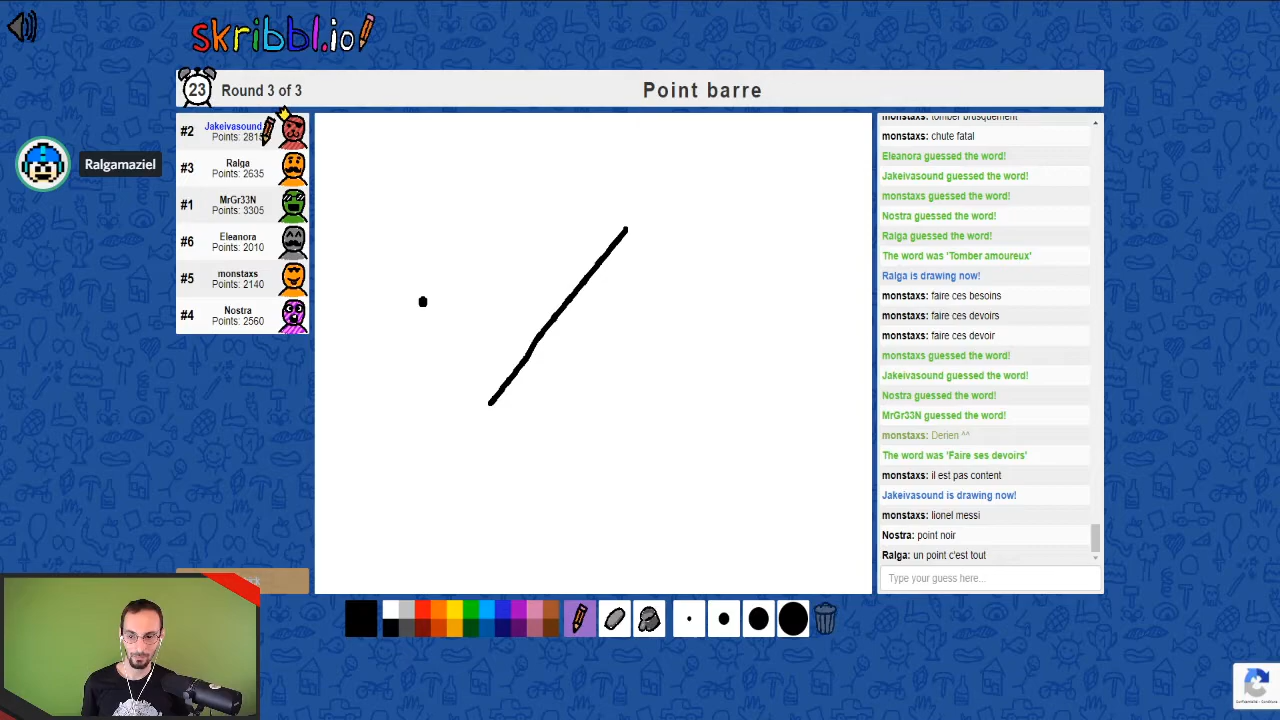 skribbl.io
23
Round 3 of 3
Point barre
Ralgamaziel
#2
Jakeivasound
Points: 2815
#3
Ralga
Points: 2635
#1
MrGr33N
Points: 3305
#6
Eleanora
Points: 2010
#5
monstaxs
Points: 2140
#4
Nostra
Points: 2560
monstaxs: tomber brusquement
monstaxs: chute fatal
Eleanora guessed the word!
Jakeivasound guessed the word!
monstaxs guessed the word!
Nostra guessed the word!
Ralga guessed the word!
The word was 'Tomber amoureux'
Ralga is drawing now!
monstaxs: faire ces besoins
monstaxs: faire ces devoirs
monstaxs: faire ces devoir
monstaxs guessed the word!
Jakeivasound guessed the word!
Nostra guessed the word!
MrGr33N guessed the word!
monstaxs: Derien ^^
The word was 'Faire ses devoirs'
monstaxs: il est pas content
Jakeivasound is drawing now!
monstaxs: lionel messi
Nostra: point noir
Ralga: un point c'est tout
Type your guess here...